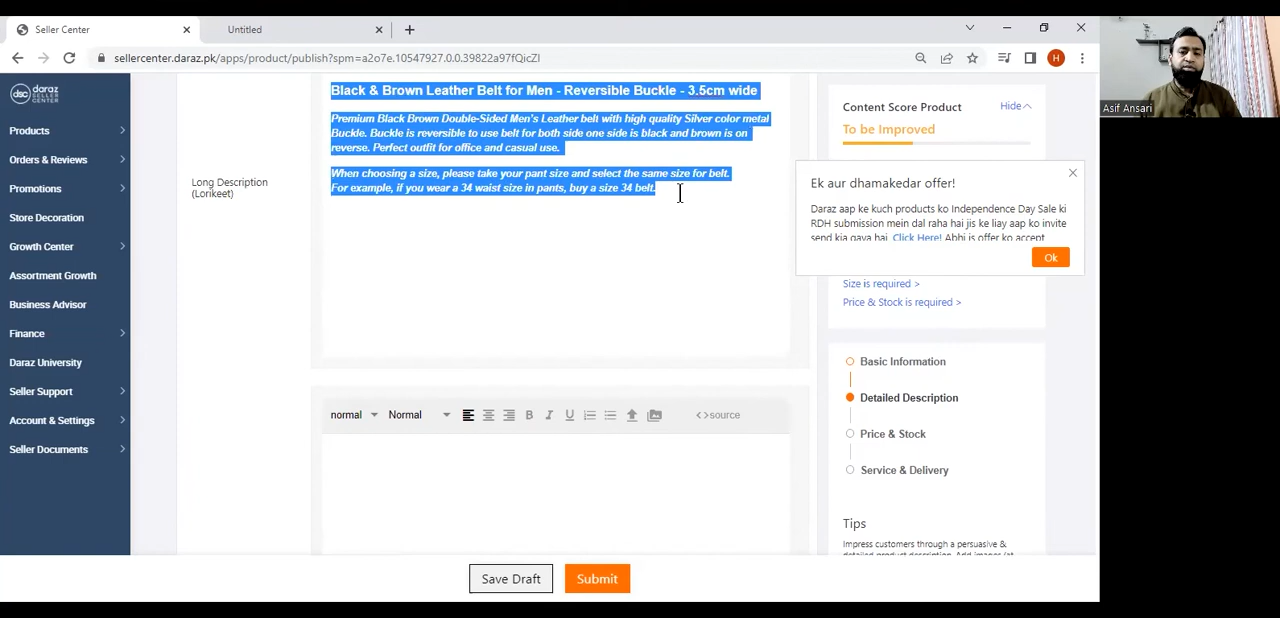 Seller Center
Untitled
sellercenter.daraz.pk/apps/product/publish?spm=a2o7e.10547927.0.0.39822a97fQicZI
H
dsc daraz SELLER CENTER
Products
Orders & Reviews
Promotions
Store Decoration
Growth Center
Assortment Growth
Business Advisor
Finance
Daraz University
Seller Support
Account & Settings
Seller Documents
Long Description
(Lorikeet)
Black & Brown Leather Belt for Men - Reversible Buckle - 3.5cm wide
Premium Black Brown Double-Sided Men's Leather belt with high quality Silver color metal
Buckle. Buckle is reversible to use belt for both side one side is black and brown is on
reverse. Perfect outfit for office and casual use.
When choosing a size, please take your pant size and select the same size for belt.
For example, if you wear a 34 waist size in pants, buy a size 34 belt.
normal
Normal
B
I
U
<>source
Save Draft
Submit
Content Score Product
Hide
To be Improved
Ek aur dhamakedar offer!
Daraz aap ke kuch products ko Independence Day Sale ki
RDH submission mein dal raha hai jis ke liay aap ko invite
send kia gaya hai. Click Here! Abhi is offer ko accept
Ok
Size is required >
Price & Stock is required >
Basic Information
Detailed Description
Price & Stock
Service & Delivery
Tips
Impress customers through a persuasive &
detailed product description. Add images (at
Asif Ansari